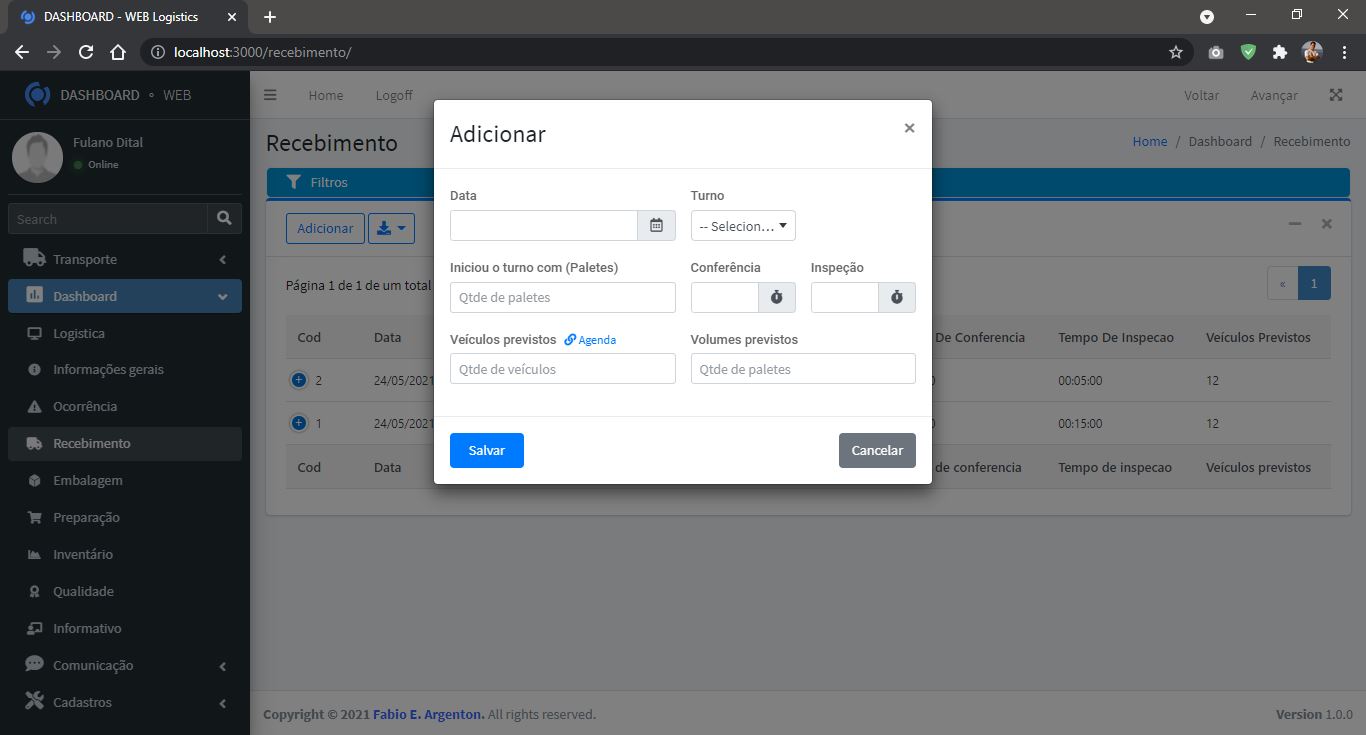 DASHBOARD - WEB Logistics
localhost:3000/recebimento/
DASHBOARD ∘ WEB
Home Logoff
Voltar Avançar
Fulano Dital
Online
Search
Transporte
Dashboard
Logistica
Informações gerais
Ocorrência
Recebimento
Embalagem
Preparação
Inventário
Qualidade
Informativo
Comunicação
Cadastros
Recebimento
Home / Dashboard / Recebimento
Filtros
Adicionar
Página 1 de 1 de um total
« 1
Cod Data De Conferencia Tempo De Inspecao Veículos Previstos
2 24/05/2021 00:05:00 12
1 24/05/2021 00:15:00 12
Cod Data de conferencia Tempo de inspecao Veículos previstos
Adicionar
×
Data Turno
-- Selecion...
Iniciou o turno com (Paletes) Conferência Inspeção
Qtde de paletes
Veículos previstos Agenda Volumes previstos
Qtde de veículos Qtde de paletes
Salvar Cancelar
Copyright © 2021 Fabio E. Argenton. All rights reserved.
Version 1.0.0